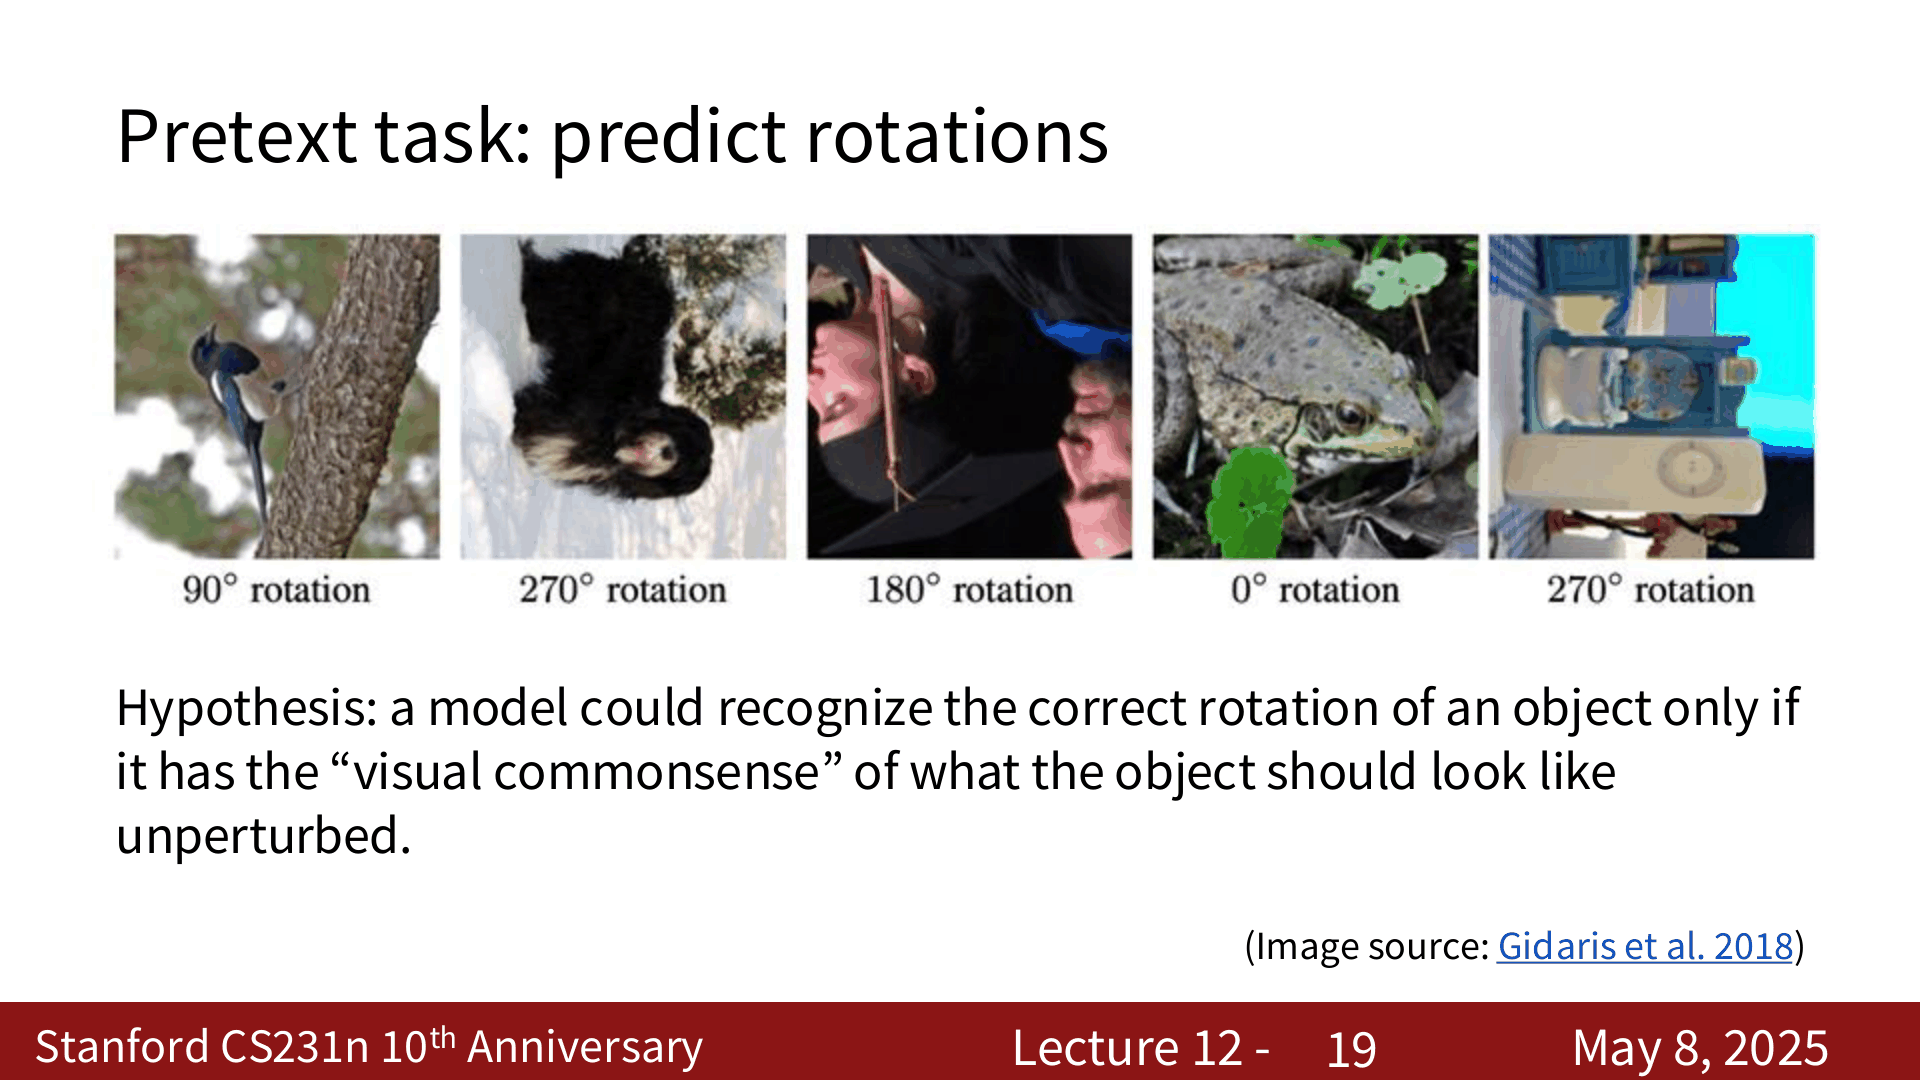 Pretext task: predict rotations
90° rotation
270° rotation
180° rotation
0° rotation
270° rotation
Hypothesis: a model could recognize the correct rotation of an object only if
it has the “visual commonsense” of what the object should look like
unperturbed.
(Image source: Gidaris et al. 2018)
Stanford CS231n 10th Anniversary
Lecture 12 - 19
May 8, 2025